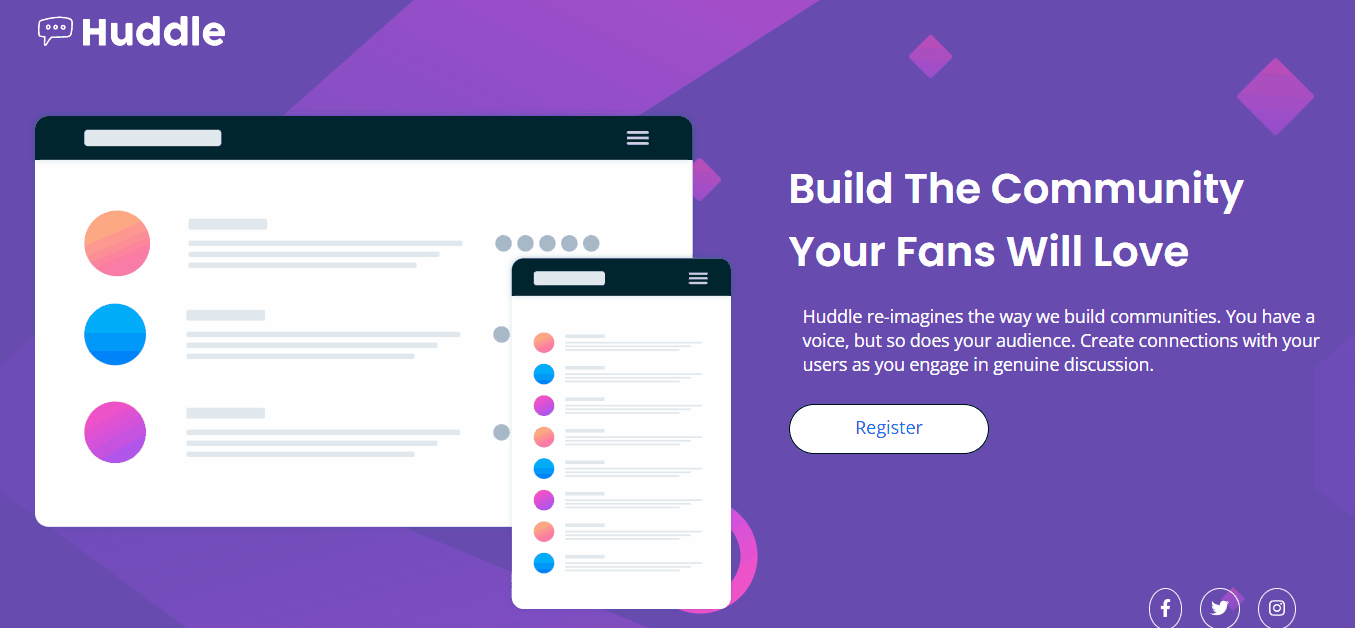 Huddle
Build The Community
Your Fans Will Love
Huddle re-imagines the way we build communities. You have a
voice, but so does your audience. Create connections with your
users as you engage in genuine discussion.
Register